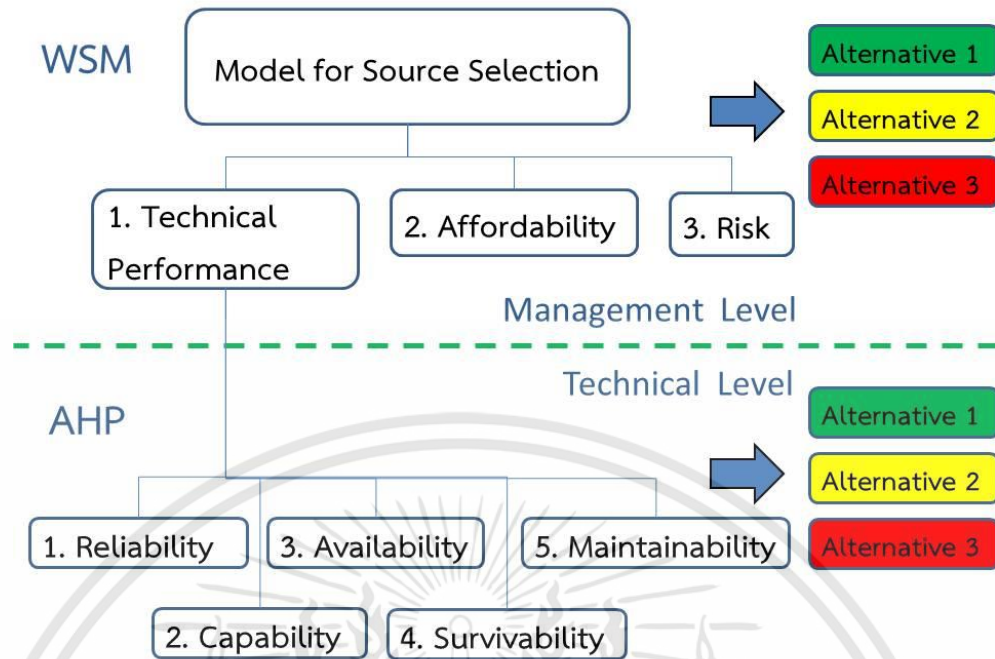 WSM
Model for Source Selection
Alternative 1
Alternative 2
Alternative 3
1. Technical
Performance
2. Affordability
3. Risk
Management Level
Technical Level
AHP
Alternative 1
Alternative 2
Alternative 3
1. Reliability
3. Availability
5. Maintainability
2. Capability
4. Survivability